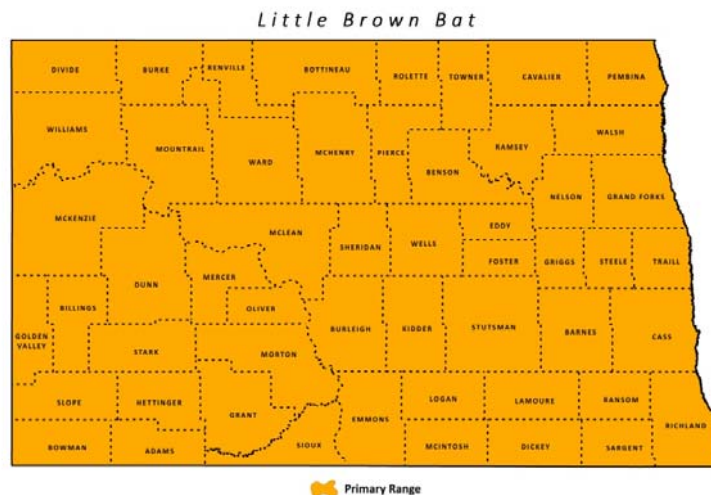 Little Brown Bat
DIVIDE BURKE RENVILLE BOTTINEAU ROLETTE TOWNER CAVALIER PEMBINA
WILLIAMS MOUNTRAIL WARD MCHENRY PIERCE BENSON RAMSEY WALSH
MCKENZIE MCLEAN SHERIDAN WELLS EDDY NELSON GRAND FORKS
DUNN MERCER FOSTER GRIGGS STEELE TRAILL
BILLINGS OLIVER
GOLDEN
VALLEY
STARK MORTON BURLEIGH KIDDER STUTSMAN BARNES CASS
SLOPE HETTINGER GRANT EMMONS LOGAN LAMOURE RANSOM RICHLAND
BOWMAN ADAMS SIOUX MCINTOSH DICKEY SARGENT
Primary Range